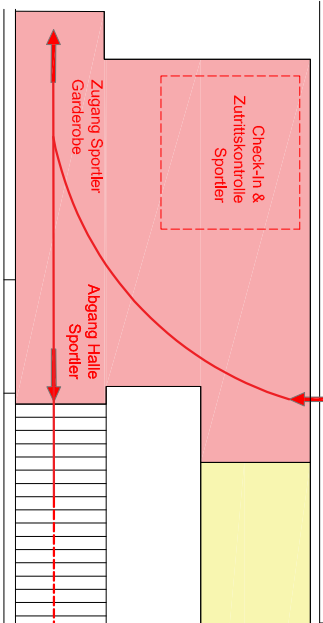 Check-In &
Zutrittskontrolle
Sportler
Zugang Sportler
Garderobe
Abgang Halle
Sportler